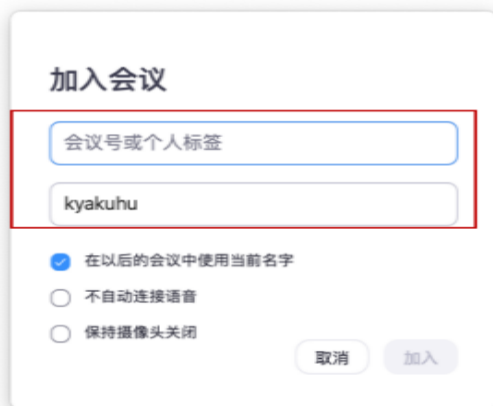 加入会议
会议号或个人标签
kyakuhu
在以后的会议中使用当前名字
不自动连接语音
保持摄像头关闭
取消 加入